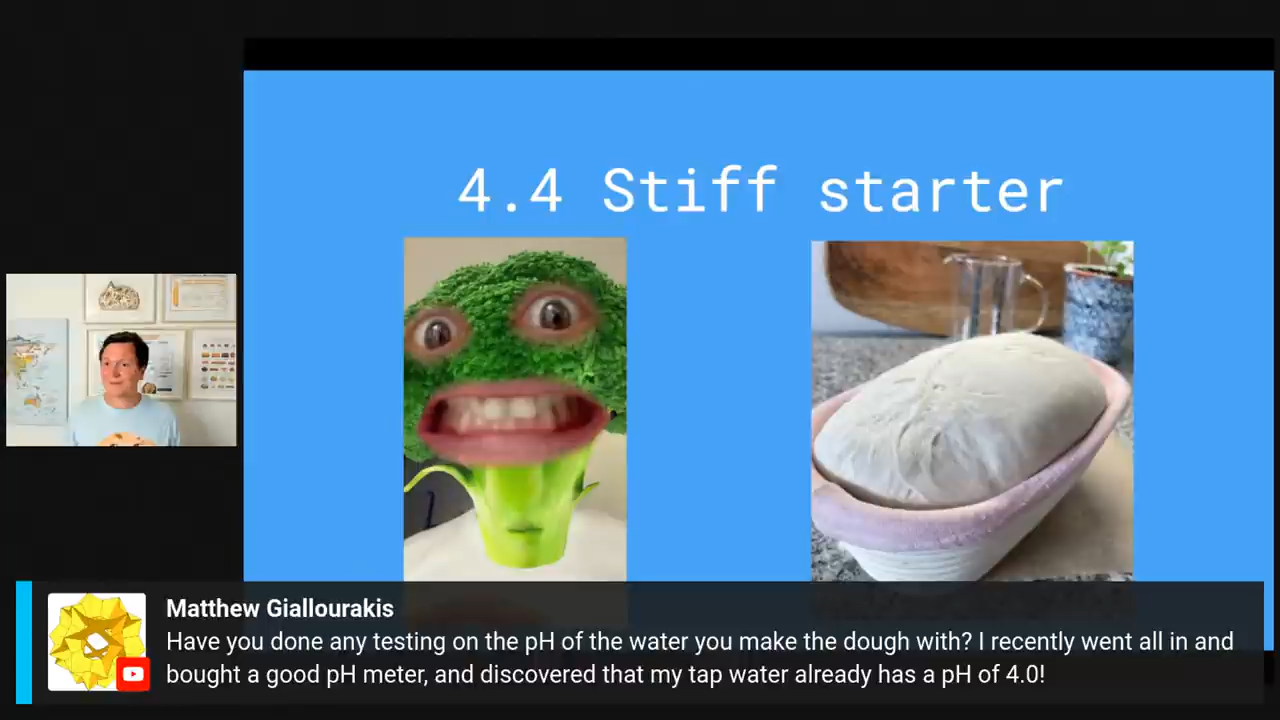 4.4 Stiff starter
Matthew Giallourakis
Have you done any testing on the pH of the water you make the dough with? I recently went all in and
bought a good pH meter, and discovered that my tap water already has a pH of 4.0!